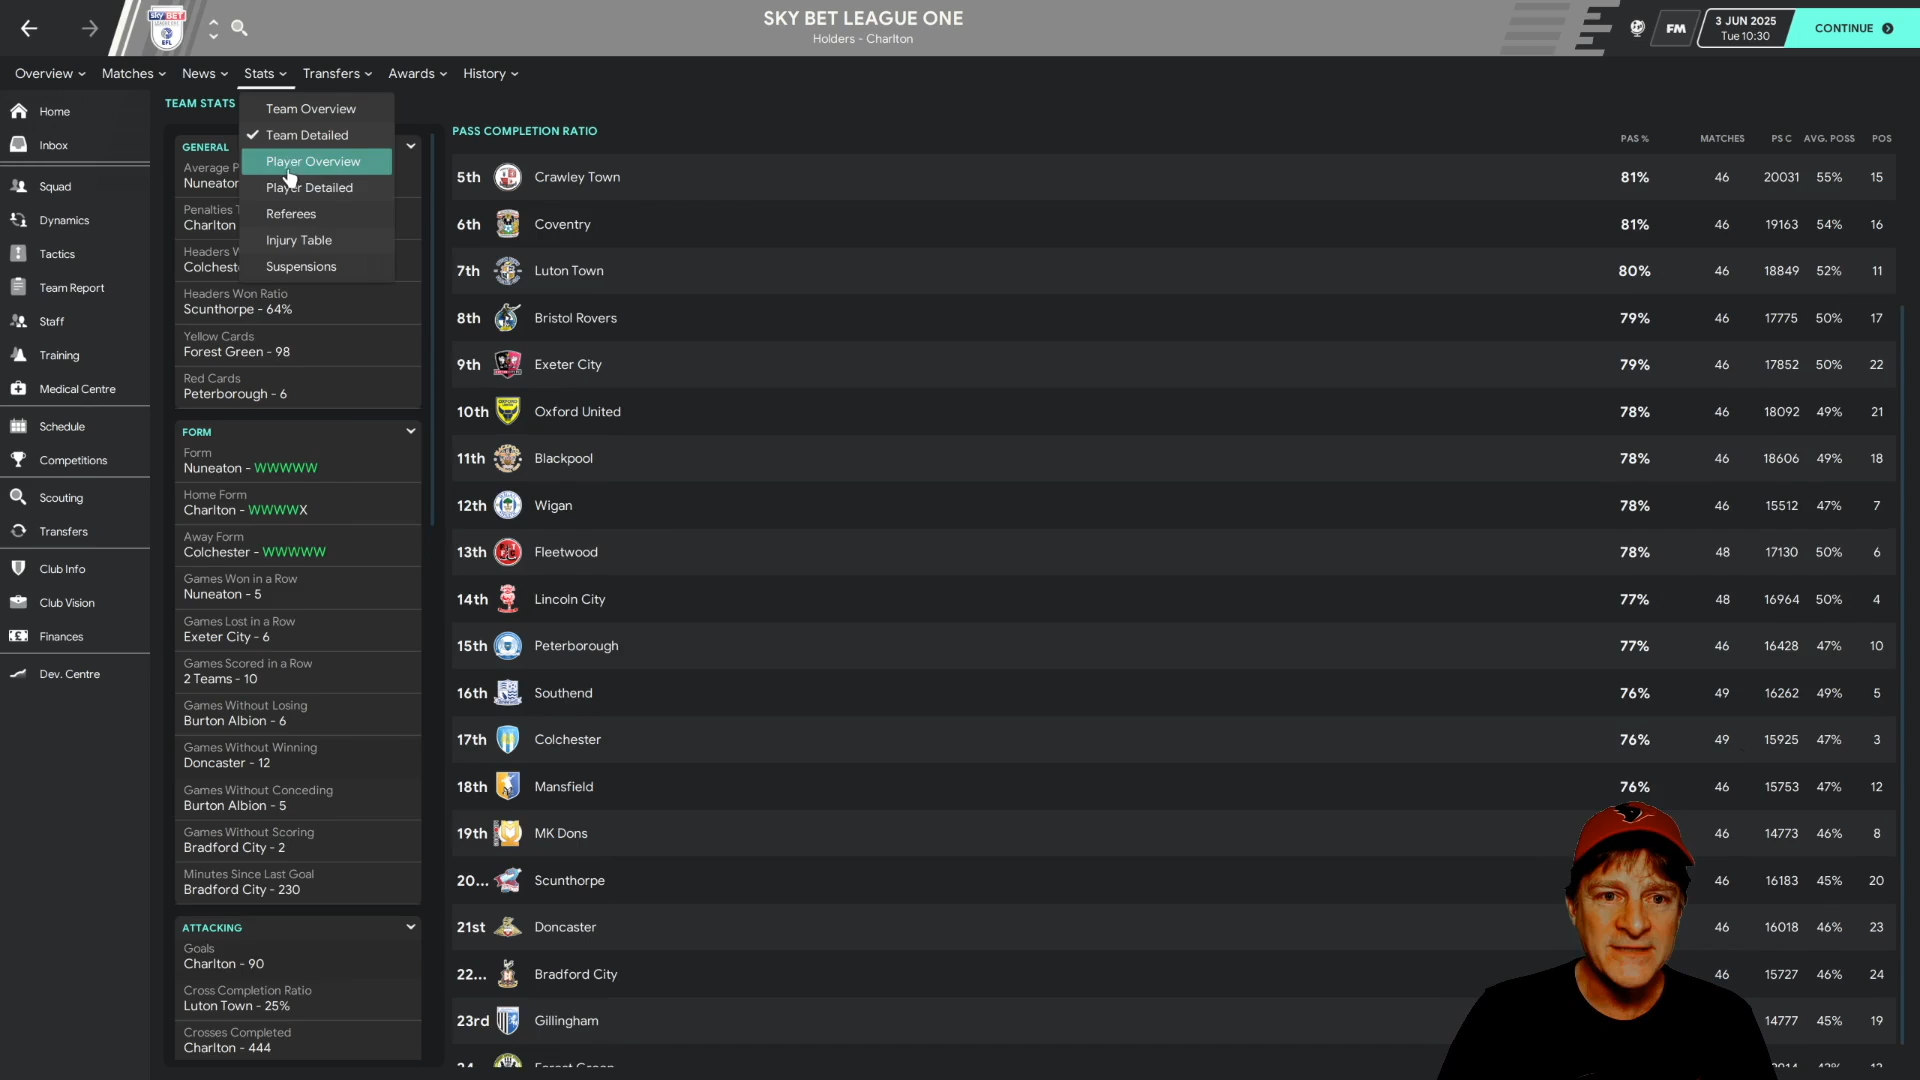 SKY BET LEAGUE ONE
Holders - Charlton
FM
3 JUN 2025
Tue 10:30
CONTINUE
Overview
Matches
News
Stats
Transfers
Awards
History
Home
Inbox
Squad
Dynamics
Tactics
Team Report
Staff
Training
Medical Centre
Schedule
Competitions
Scouting
Transfers
Club Info
Club Vision
Finances
Dev. Centre
TEAM STATS
Team Overview
Team Detailed
Player Overview
Player Detailed
Referees
Injury Table
Suspensions
GENERAL
Average P
Nuneaton
Penalties T
Charlton
Headers W
Colchest
Headers Won Ratio
Scunthorpe - 64%
Yellow Cards
Forest Green - 98
Red Cards
Peterborough - 6
FORM
Form
Nuneaton - WWWWW
Home Form
Charlton - WWWWX
Away Form
Colchester - WWWWW
Games Won in a Row
Nuneaton - 5
Games Lost in a Row
Exeter City - 6
Games Scored in a Row
2 Teams - 10
Games Without Losing
Burton Albion - 6
Games Without Winning
Doncaster - 12
Games Without Conceding
Burton Albion - 5
Games Without Scoring
Bradford City - 2
Minutes Since Last Goal
Bradford City - 230
ATTACKING
Goals
Charlton - 90
Cross Completion Ratio
Luton Town - 25%
Crosses Completed
Charlton - 444
PASS COMPLETION RATIO
PAS % MATCHES PS C AVG. POSS POS
5th Crawley Town 81% 46 20031 55% 15
6th Coventry 81% 46 19163 54% 16
7th Luton Town 80% 46 18849 52% 11
8th Bristol Rovers 79% 46 17775 50% 17
9th Exeter City 79% 46 17852 50% 22
10th Oxford United 78% 46 18092 49% 21
11th Blackpool 78% 46 18606 49% 18
12th Wigan 78% 46 15512 47% 7
13th Fleetwood 78% 48 17130 50% 6
14th Lincoln City 77% 48 16964 50% 4
15th Peterborough 77% 46 16428 47% 10
16th Southend 76% 49 16262 49% 5
17th Colchester 76% 49 15925 47% 3
18th Mansfield 76% 46 15753 47% 12
19th MK Dons 46 14773 46% 8
20... Scunthorpe 46 16183 45% 20
21st Doncaster 46 16018 46% 23
22... Bradford City 46 15727 46% 24
23rd Gillingham 14777 45% 19